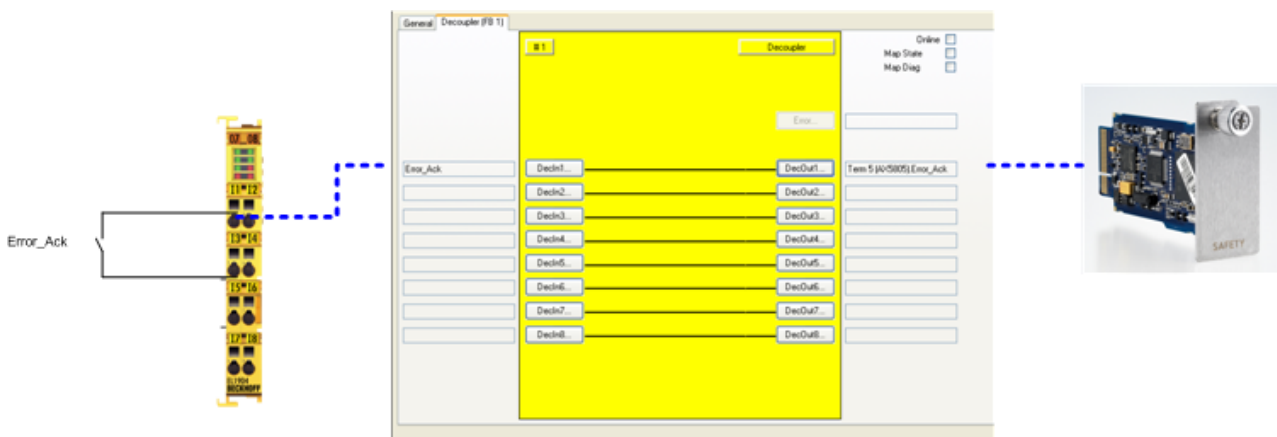 General Decoupler (FB 1)
# 1 Decoupler
Online
Map State
Map Diag
Error...
Error_Ack DecIn1... DecOut1... Term 5 (AX5805).Error_Ack
DecIn2... DecOut2...
DecIn3... DecOut3...
DecIn4... DecOut4...
DecIn5... DecOut5...
DecIn6... DecOut6...
DecIn7... DecOut7...
DecIn8... DecOut8...
Error_Ack
07 08
I1 I2
I3 I4
I5 I6
I7 I8
EL1904
BECKHOFF
SAFETY